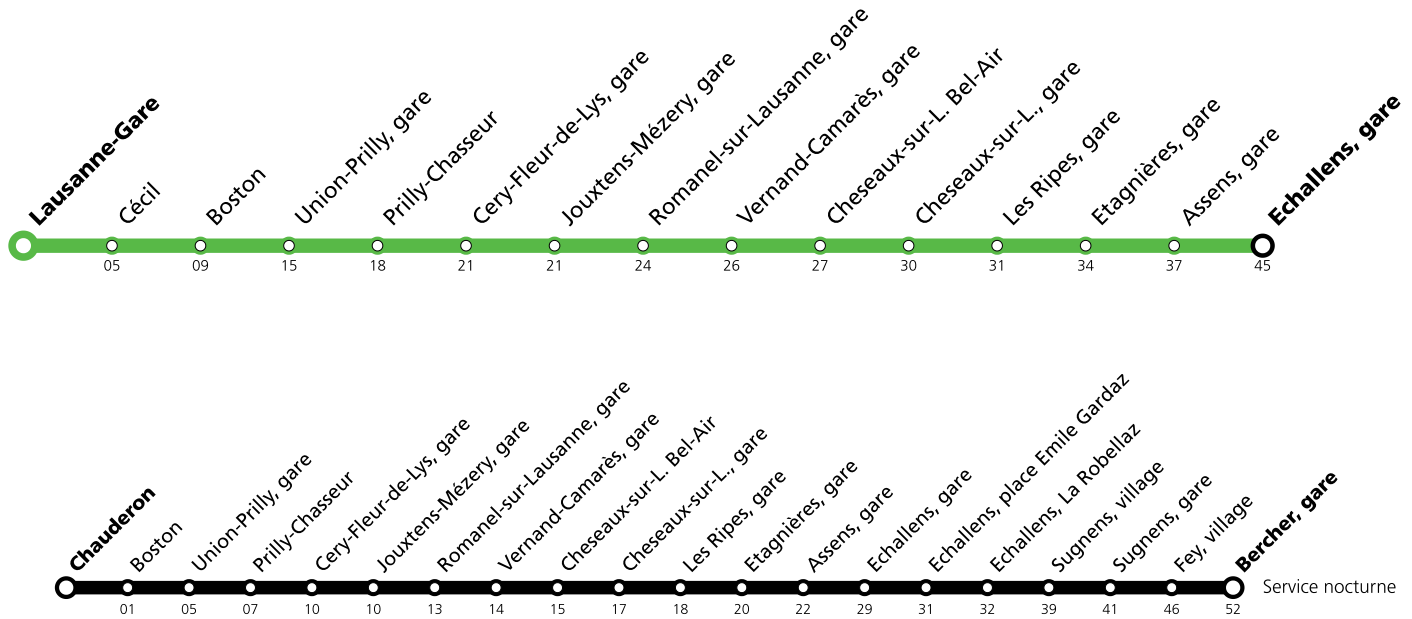 Lausanne-Gare
Cécil
Boston
Union-Prilly, gare
Prilly-Chasseur
Cery-Fleur-de-Lys, gare
Jouxtens-Mézery, gare
Romanel-sur-Lausanne, gare
Vernand-Camarès, gare
Cheseaux-sur-L. Bel-Air
Cheseaux-sur-L., gare
Les Ripes, gare
Etagnières, gare
Assens, gare
Echallens, gare
05 09 15 18 21 21 24 26 27 30 31 34 37 45
Chauderon
Boston
Union-Prilly, gare
Prilly-Chasseur
Cery-Fleur-de-Lys, gare
Jouxtens-Mézery, gare
Romanel-sur-Lausanne, gare
Vernand-Camarès, gare
Cheseaux-sur-L. Bel-Air
Cheseaux-sur-L., gare
Les Ripes, gare
Etagnières, gare
Assens, gare
Echallens, gare
Echallens, place Emile Gardaz
Echallens, La Robellaz
Sugnens, village
Sugnens, gare
Fey, village
Bercher, gare
Service nocturne
01 05 07 10 10 13 14 15 17 18 20 22 29 31 32 39 41 46 52